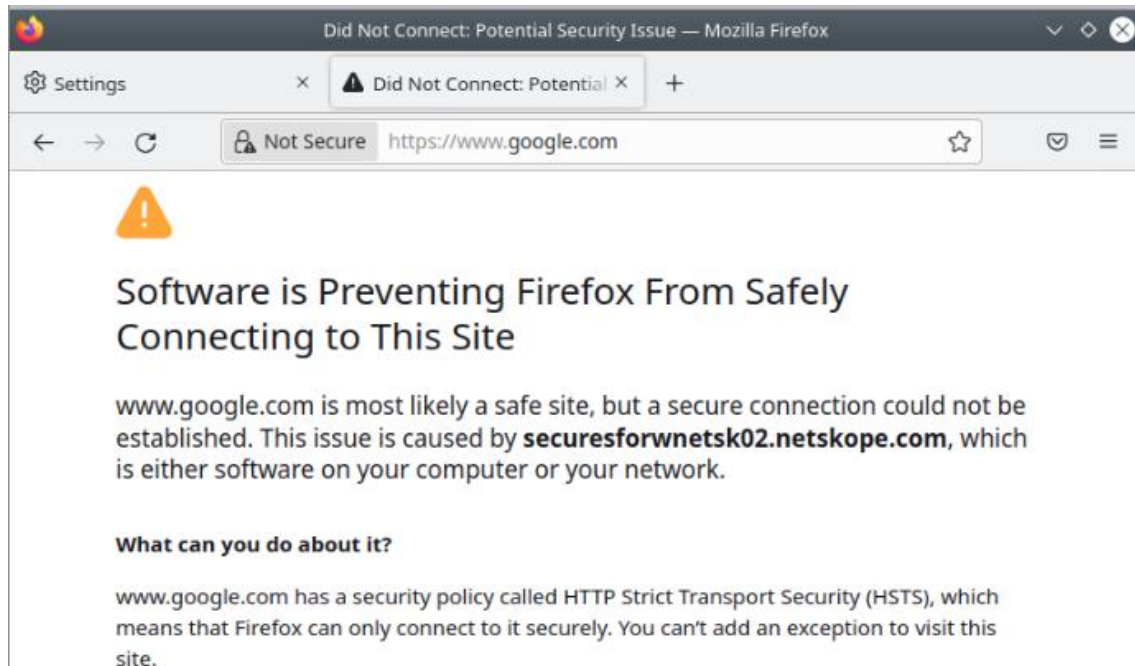 Did Not Connect: Potential Security Issue — Mozilla Firefox
Settings
Did Not Connect: Potential
Not Secure https://www.google.com
Software is Preventing Firefox From Safely
Connecting to This Site
www.google.com is most likely a safe site, but a secure connection could not be
established. This issue is caused by securesforwnetsk02.netskope.com, which
is either software on your computer or your network.
What can you do about it?
www.google.com has a security policy called HTTP Strict Transport Security (HSTS), which
means that Firefox can only connect to it securely. You can’t add an exception to visit this
site.